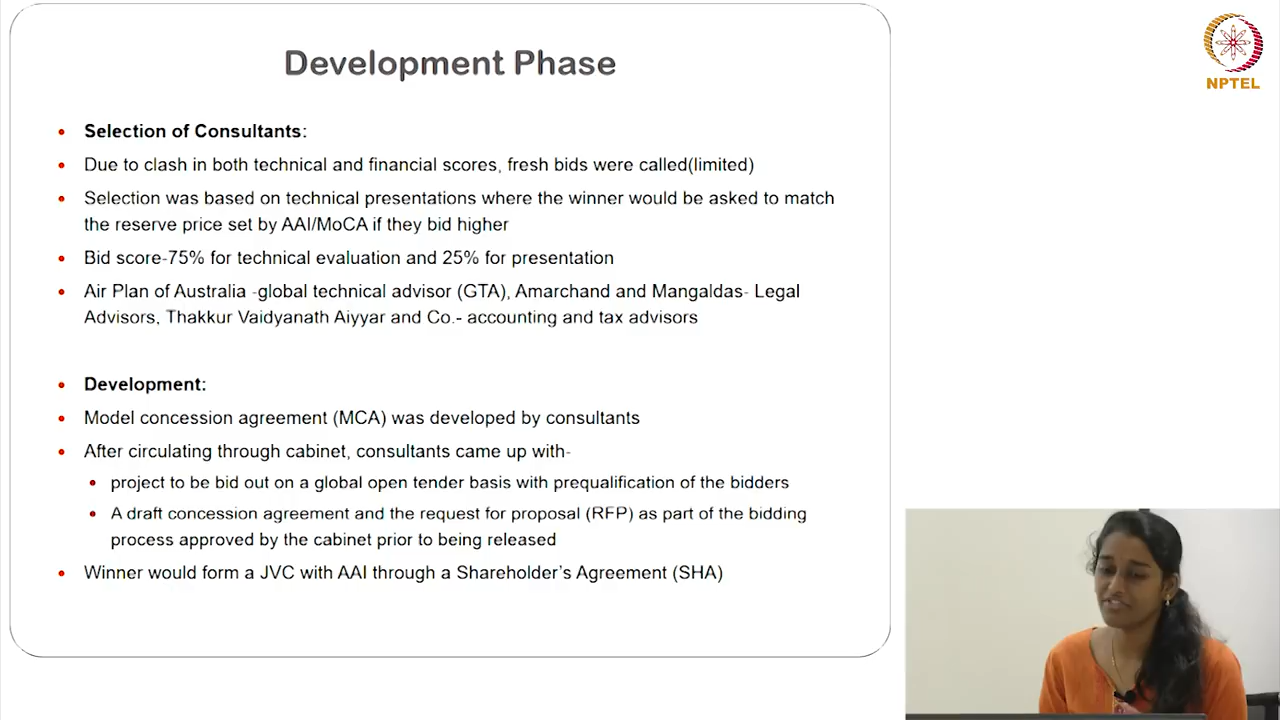 Development Phase
NPTEL
Selection of Consultants:
Due to clash in both technical and financial scores, fresh bids were called(limited)
Selection was based on technical presentations where the winner would be asked to match
the reserve price set by AAI/MoCA if they bid higher
Bid score-75% for technical evaluation and 25% for presentation
Air Plan of Australia -global technical advisor (GTA), Amarchand and Mangaldas- Legal
Advisors, Thakkur Vaidyanath Aiyyar and Co.- accounting and tax advisors
Development:
Model concession agreement (MCA) was developed by consultants
After circulating through cabinet, consultants came up with-
project to be bid out on a global open tender basis with prequalification of the bidders
A draft concession agreement and the request for proposal (RFP) as part of the bidding
process approved by the cabinet prior to being released
Winner would form a JVC with AAI through a Shareholder's Agreement (SHA)